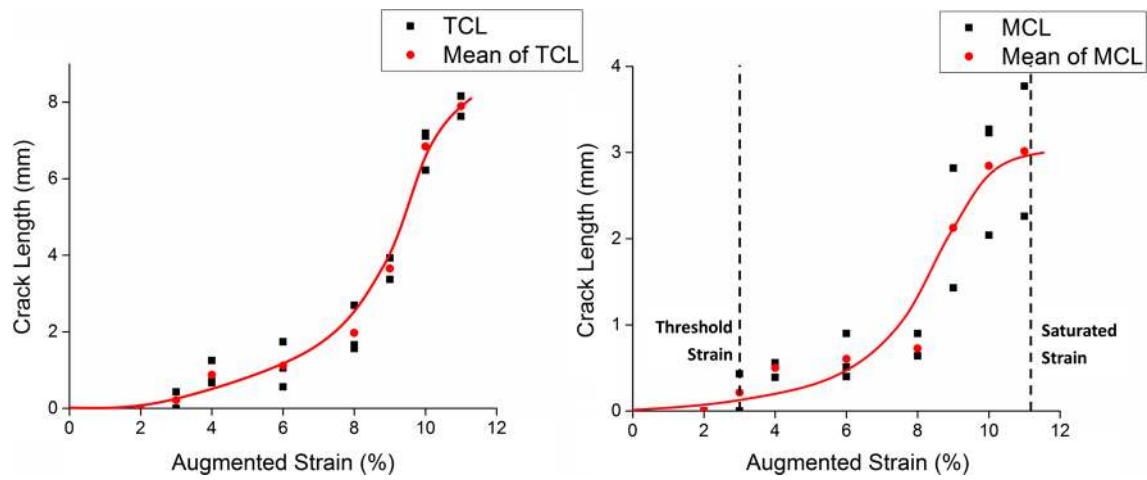 TCL
Mean of TCL
8
6
4
2
0
0 2 4 6 8 10 12
Crack Length (mm)
Augmented Strain (%)
MCL
Mean of MCL
4
3
2
1
0
0 2 4 6 8 10 12
Crack Length (mm)
Threshold
Strain
Saturated
Strain
Augmented Strain (%)